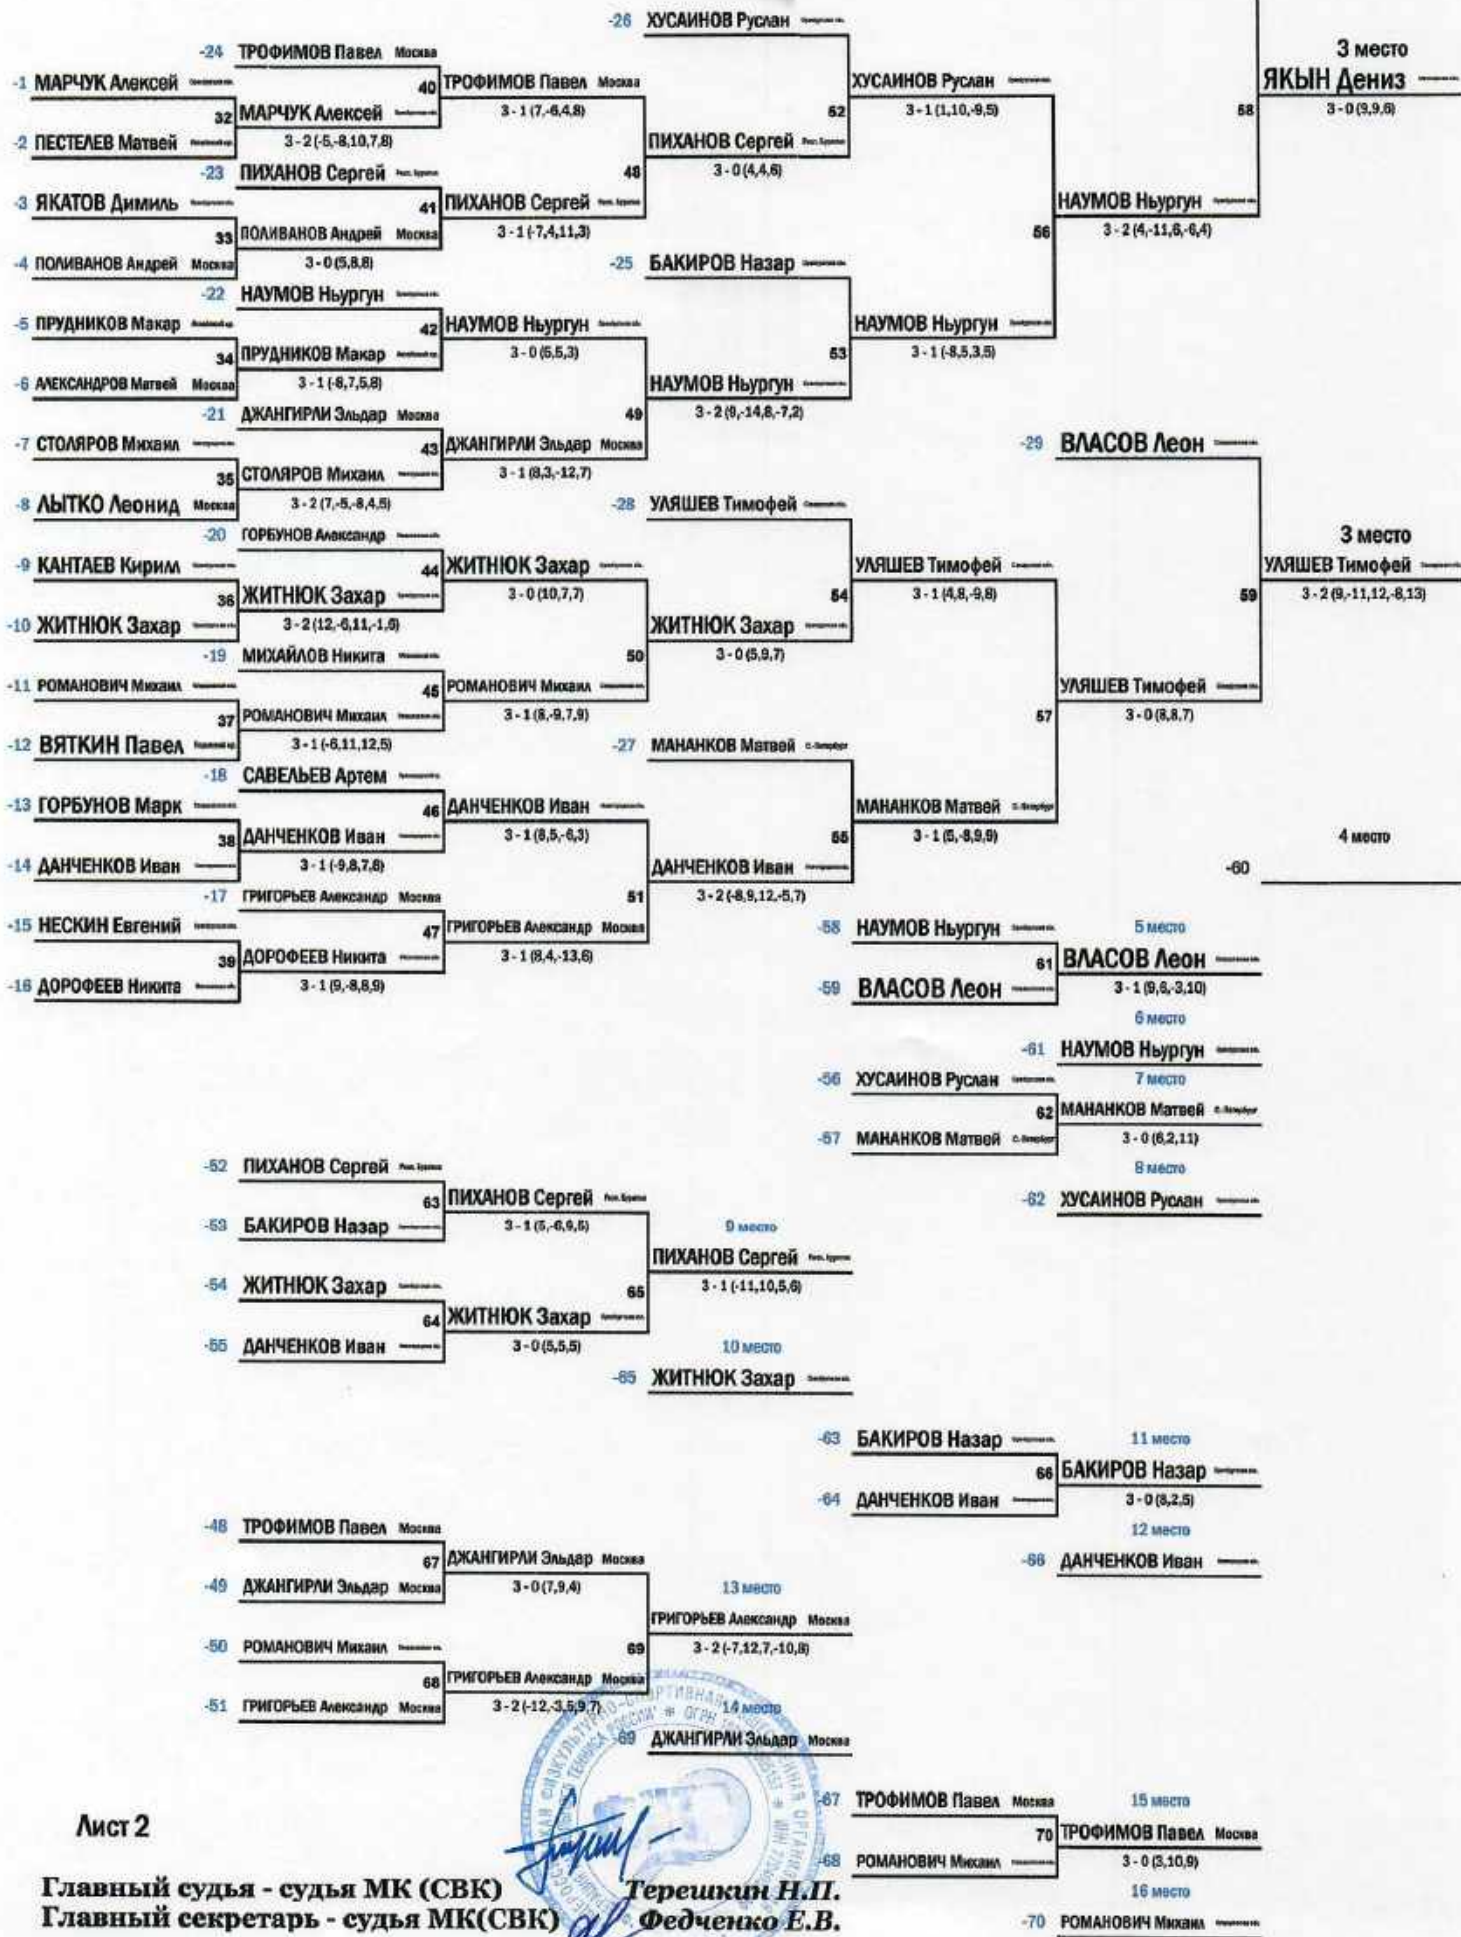 -26 ХУСАИНОВ Руслан
3 место
-24 ТРОФИМОВ Павел Москва
-1 МАРЧУК Алексей
40 ТРОФИМОВ Павел Москва
ХУСАИНОВ Руслан
ЯКЫН Дениз
32 МАРЧУК Алексей
3 - 1 (7,-6,4,8)
52
3 - 1 (1,10,-9,5)
58
3 - 0 (9,9,6)
-2 ПЕСТЕЛЕВ Матвей
3 - 2 (-5,-8,10,7,8)
ПИХАНОВ Сергей
-23 ПИХАНОВ Сергей
48
3 - 0 (4,4,6)
-3 ЯКАТОВ Димиль
41 ПИХАНОВ Сергей
НАУМОВ Ньургун
33 ПОЛИВАНОВ Андрей Москва
3 - 1 (-7,4,11,3)
56
3 - 2 (4,-11,6,-6,4)
-4 ПОЛИВАНОВ Андрей Москва
3 - 0 (5,8,8)
-25 БАКИРОВ Назар
-22 НАУМОВ Ньургун
-5 ПРУДНИКОВ Макар
42 НАУМОВ Ньургун
НАУМОВ Ньургун
34 ПРУДНИКОВ Макар
3 - 0 (5,5,3)
53
3 - 1 (-8,5,3,5)
-6 АЛЕКСАНДРОВ Матвей Москва
3 - 1 (-8,7,5,8)
НАУМОВ Ньургун
-21 ДЖАНГИРЛИ Эльдар Москва
49
3 - 2 (9,-14,8,-7,2)
-7 СТОЛЯРОВ Михаил
43 ДЖАНГИРЛИ Эльдар Москва
-29 ВЛАСОВ Леон
35 СТОЛЯРОВ Михаил
3 - 1 (8,3,-12,7)
-8 ЛЫТКО Леонид Москва
3 - 2 (7,-5,-8,4,5)
-28 УЛЯШЕВ Тимофей
-20 ГОРБУНОВ Александр
3 место
-9 КАНТАЕВ Кирилл
44 ЖИТНЮК Захар
УЛЯШЕВ Тимофей
УЛЯШЕВ Тимофей
36 ЖИТНЮК Захар
3 - 0 (10,7,7)
54
3 - 1 (4,8,-9,8)
59
3 - 2 (9,-11,12,-8,13)
-10 ЖИТНЮК Захар
3 - 2 (12,-6,11,-1,6)
ЖИТНЮК Захар
-19 МИХАЙЛОВ Никита
50
3 - 0 (5,9,7)
-11 РОМАНОВИЧ Михаил
45 РОМАНОВИЧ Михаил
УЛЯШЕВ Тимофей
37 РОМАНОВИЧ Михаил
3 - 1 (8,-9,7,9)
57
3 - 0 (8,8,7)
-12 ВЯТКИН Павел
3 - 1 (-6,11,12,5)
-27 МАНАНКОВ Матвей С.-Петербург
-18 САВЕЛЬЕВ Артем
-13 ГОРБУНОВ Марк
46 ДАНЧЕНКОВ Иван
МАНАНКОВ Матвей С.-Петербург
38 ДАНЧЕНКОВ Иван
3 - 1 (8,5,-6,3)
55
3 - 1 (5,-8,9,9)
4 место
-14 ДАНЧЕНКОВ Иван
3 - 1 (-9,8,7,8)
ДАНЧЕНКОВ Иван
-60
-17 ГРИГОРЬЕВ Александр Москва
51
3 - 2 (-8,9,12,-5,7)
-15 НЕСКИН Евгений
47 ГРИГОРЬЕВ Александр Москва
-58 НАУМОВ Ньургун
5 место
39 ДОРОФЕЕВ Никита
3 - 1 (8,4,-13,6)
61 ВЛАСОВ Леон
-16 ДОРОФЕЕВ Никита
3 - 1 (9,-8,8,9)
-59 ВЛАСОВ Леон
3 - 1 (9,6,-3,10)
6 место
-61 НАУМОВ Ньургун
-56 ХУСАИНОВ Руслан
7 место
62 МАНАНКОВ Матвей С.-Петербург
-57 МАНАНКОВ Матвей С.-Петербург
3 - 0 (6,2,11)
-52 ПИХАНОВ Сергей
8 место
63 ПИХАНОВ Сергей
-62 ХУСАИНОВ Руслан
-53 БАКИРОВ Назар
3 - 1 (5,-6,9,5)
9 место
ПИХАНОВ Сергей
-54 ЖИТНЮК Захар
65
3 - 1 (-11,10,5,6)
64 ЖИТНЮК Захар
-55 ДАНЧЕНКОВ Иван
3 - 0 (5,5,5)
10 место
-65 ЖИТНЮК Захар
-63 БАКИРОВ Назар
11 место
66 БАКИРОВ Назар
-64 ДАНЧЕНКОВ Иван
3 - 0 (8,2,5)
-48 ТРОФИМОВ Павел Москва
12 место
67 ДЖАНГИРЛИ Эльдар Москва
-66 ДАНЧЕНКОВ Иван
-49 ДЖАНГИРЛИ Эльдар Москва
3 - 0 (7,9,4)
13 место
ГРИГОРЬЕВ Александр Москва
-50 РОМАНОВИЧ Михаил
69
3 - 2 (-7,12,7,-10,8)
68 ГРИГОРЬЕВ Александр Москва
-51 ГРИГОРЬЕВ Александр Москва
3 - 2 (-12,-3,5,9,7)
14 место
-69 ДЖАНГИРЛИ Эльдар Москва
-67 ТРОФИМОВ Павел Москва
15 место
Лист 2
70 ТРОФИМОВ Павел Москва
-68 РОМАНОВИЧ Михаил
3 - 0 (3,10,9)
Главный судья - судья МК (СВК) Терешкин Н.П.
16 место
Главный секретарь - судья МК(СВК) Федченко Е.В.
-70 РОМАНОВИЧ Михаил